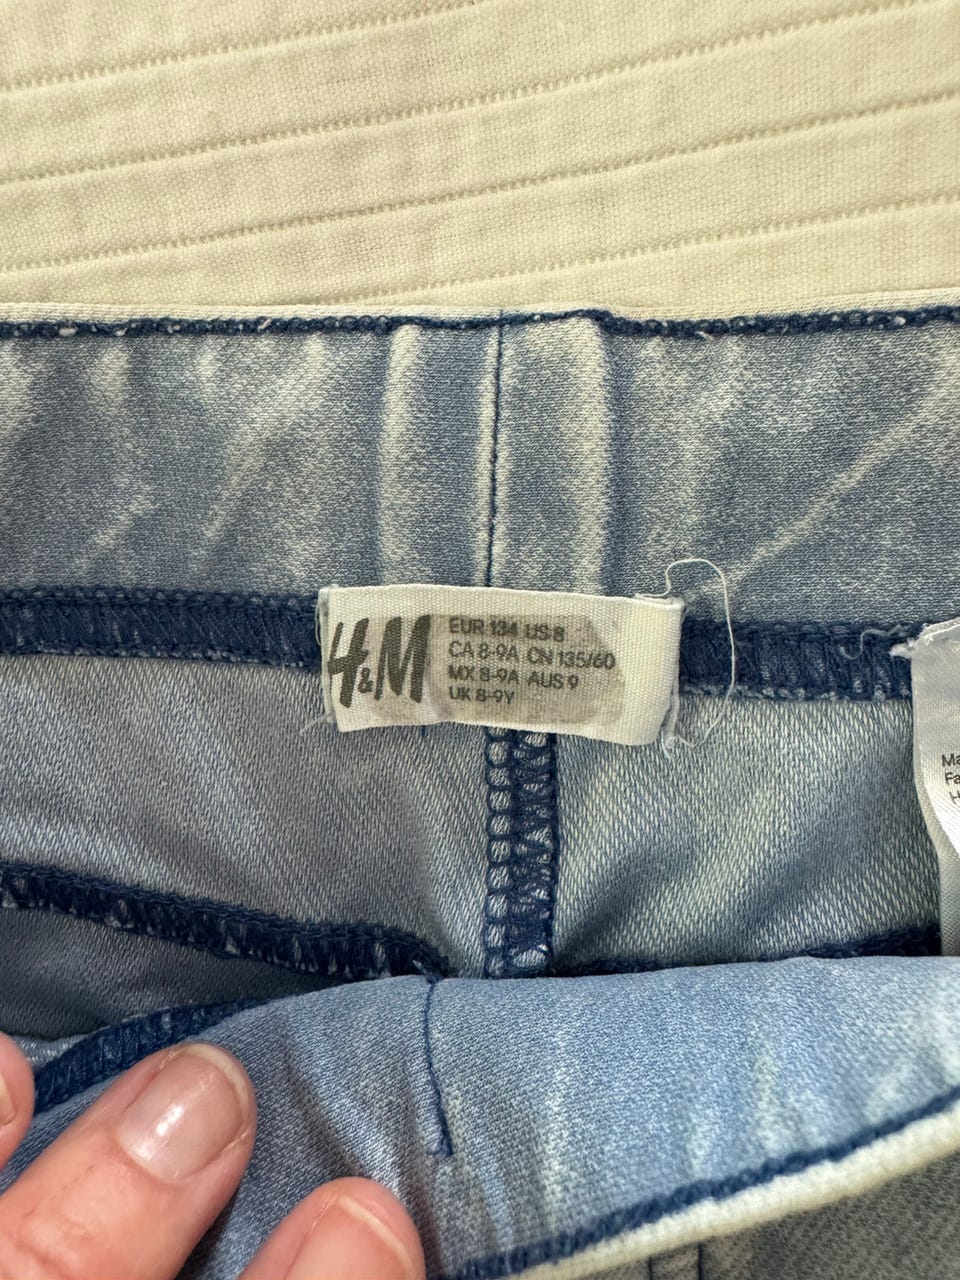 H&M
EUR 134 US 8
CA 8-9A CN 135/60
MX 8-9A AUS 9
UK 8-9Y